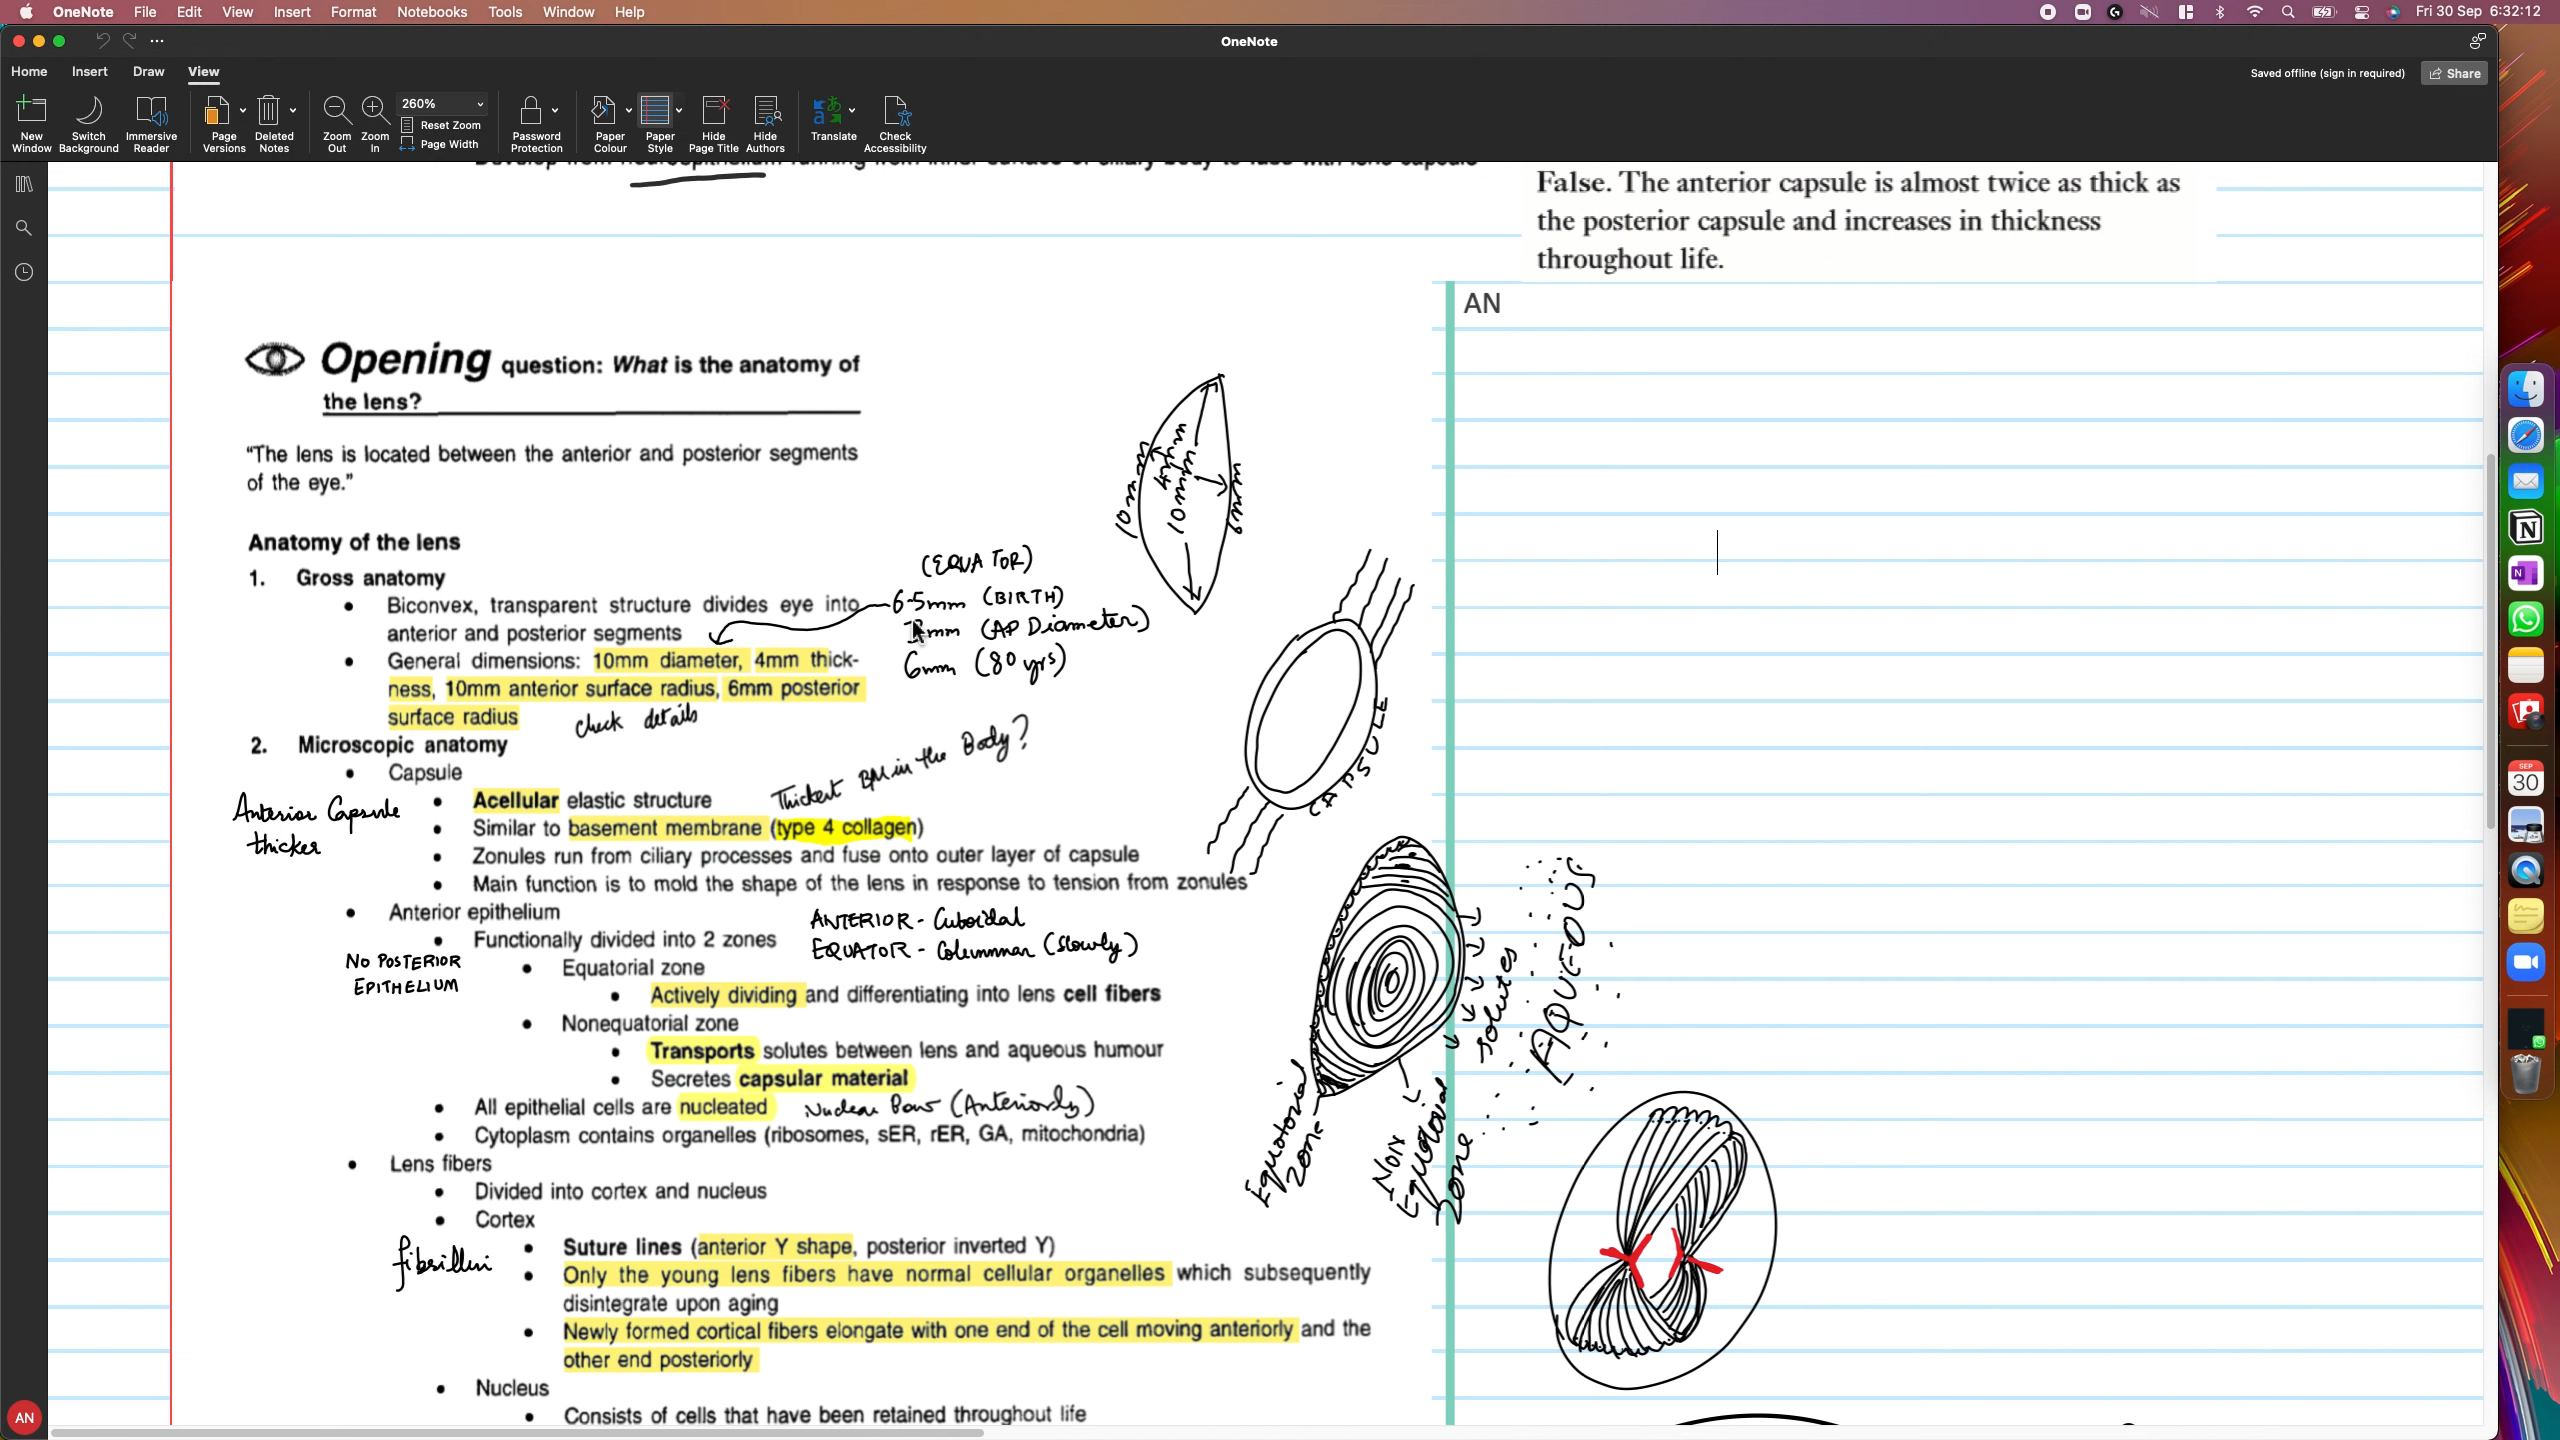 OneNote File Edit View Insert Format Notebooks Tools Window Help
Fri 30 Sep 6:32:12
OneNote
Home Insert Draw View
Saved offline (sign in required) Share
260%
Reset Zoom
Page Width
New Window
Switch Background
Immersive Reader
Page Versions
Deleted Notes
Zoom Out
Zoom In
Password Protection
Paper Colour
Paper Style
Hide Page Title
Hide Authors
Translate
Check Accessibility
False. The anterior capsule is almost twice as thick as
the posterior capsule and increases in thickness
throughout life.
AN
Opening question: What is the anatomy of
the lens?
“The lens is located between the anterior and posterior segments
of the eye.”
10mm
4mm
10mm
6mm
Anatomy of the lens
(EQUATOR)
1. Gross anatomy
• Biconvex, transparent structure divides eye into
6-5mm (BIRTH)
anterior and posterior segments
mm (AP Diameter)
• General dimensions: 10mm diameter, 4mm thick-
6mm (80 yrs)
ness, 10mm anterior surface radius, 6mm posterior
surface radius
check details
2. Microscopic anatomy
• Capsule
Thickest BM in the Body?
CAPSULE
Anterior Capsule
thicker
• Acellular elastic structure
• Similar to basement membrane (type 4 collagen)
• Zonules run from ciliary processes and fuse onto outer layer of capsule
• Main function is to mold the shape of the lens in response to tension from zonules
• Anterior epithelium
ANTERIOR - Cuboidal
• Functionally divided into 2 zones
EQUATOR - Columnar (Slowly)
NO POSTERIOR
EPITHELIUM
• Equatorial zone
• Actively dividing and differentiating into lens cell fibers
• Nonequatorial zone
• Transports solutes between lens and aqueous humour
• Secretes capsular material
• All epithelial cells are nucleated
Nuclear Bow (Anteriorly)
• Cytoplasm contains organelles (ribosomes, sER, rER, GA, mitochondria)
solutes
AQUEOUS
Equatorial
zone
Non
Equatorial
zone
• Lens fibers
• Divided into cortex and nucleus
• Cortex
fibrillin
• Suture lines (anterior Y shape, posterior inverted Y)
• Only the young lens fibers have normal cellular organelles which subsequently
disintegrate upon aging
• Newly formed cortical fibers elongate with one end of the cell moving anteriorly and the
other end posteriorly
• Nucleus
• Consists of cells that have been retained throughout life
AN
SEP
30